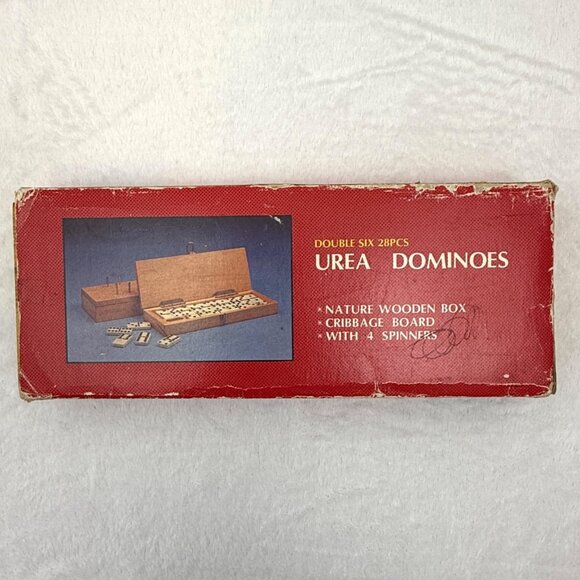 DOUBLE SIX 28PCS
UREA DOMINOES
* NATURE WOODEN BOX
* CRIBBAGE BOARD
* WITH 4 SPINNERS